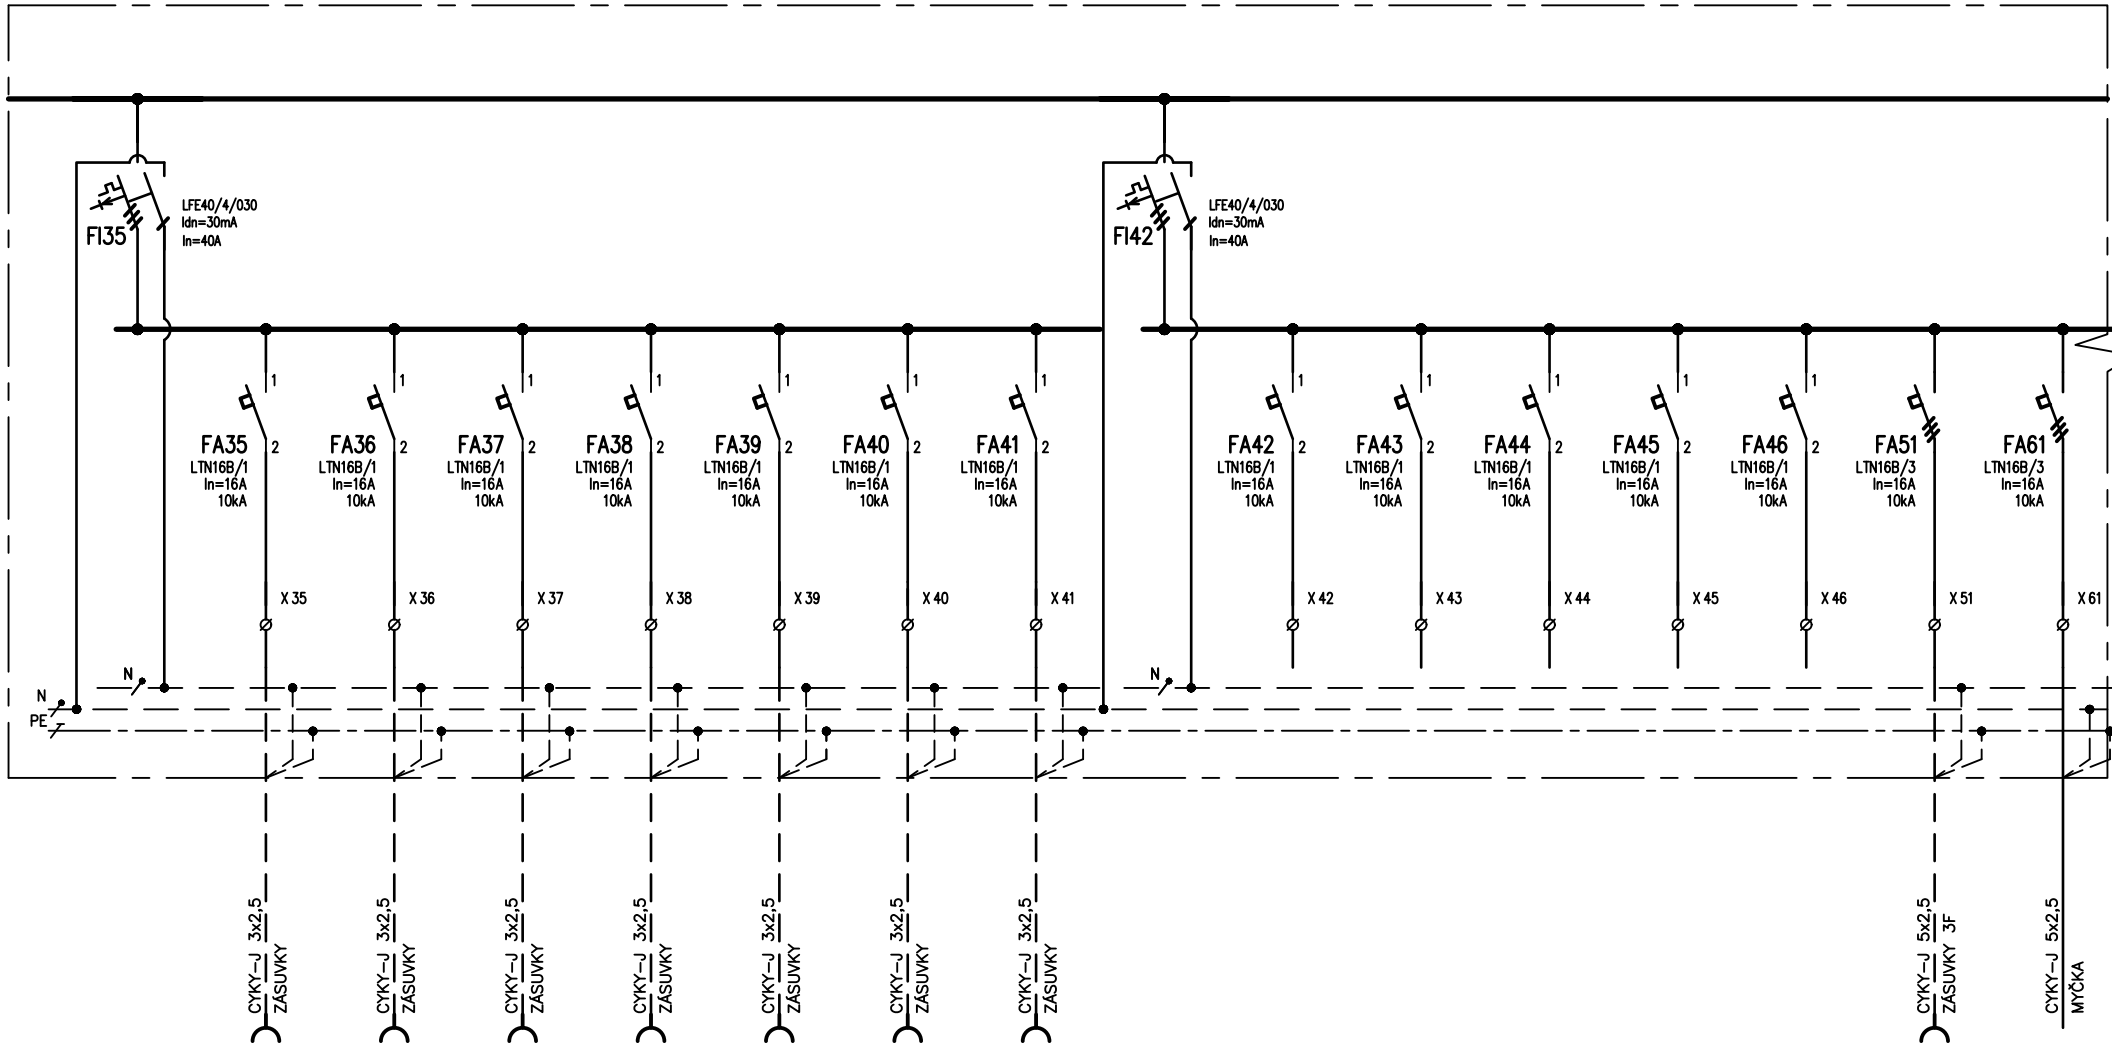 LFE40/4/030
Idn=30mA
In=40A
FI35
LFE40/4/030
Idn=30mA
In=40A
FI42
1
FA35 2
LTN16B/1
In=16A
10kA
1
FA36 2
LTN16B/1
In=16A
10kA
1
FA37 2
LTN16B/1
In=16A
10kA
1
FA38 2
LTN16B/1
In=16A
10kA
1
FA39 2
LTN16B/1
In=16A
10kA
1
FA40 2
LTN16B/1
In=16A
10kA
1
FA41 2
LTN16B/1
In=16A
10kA
1
FA42 2
LTN16B/1
In=16A
10kA
1
FA43 2
LTN16B/1
In=16A
10kA
1
FA44 2
LTN16B/1
In=16A
10kA
1
FA45 2
LTN16B/1
In=16A
10kA
1
FA46 2
LTN16B/1
In=16A
10kA
FA51
LTN16B/3
In=16A
10kA
FA61
LTN16B/3
In=16A
10kA
X 35
X 36
X 37
X 38
X 39
X 40
X 41
X 42
X 43
X 44
X 45
X 46
X 51
X 61
N
N
N
PE
CYKY-J 3x2,5
ZÁSUVKY
CYKY-J 3x2,5
ZÁSUVKY
CYKY-J 3x2,5
ZÁSUVKY
CYKY-J 3x2,5
ZÁSUVKY
CYKY-J 3x2,5
ZÁSUVKY
CYKY-J 3x2,5
ZÁSUVKY
CYKY-J 3x2,5
ZÁSUVKY
CYKY-J 5x2,5
ZÁSUVKY 3F
CYKY-J 5x2,5
MYČKA